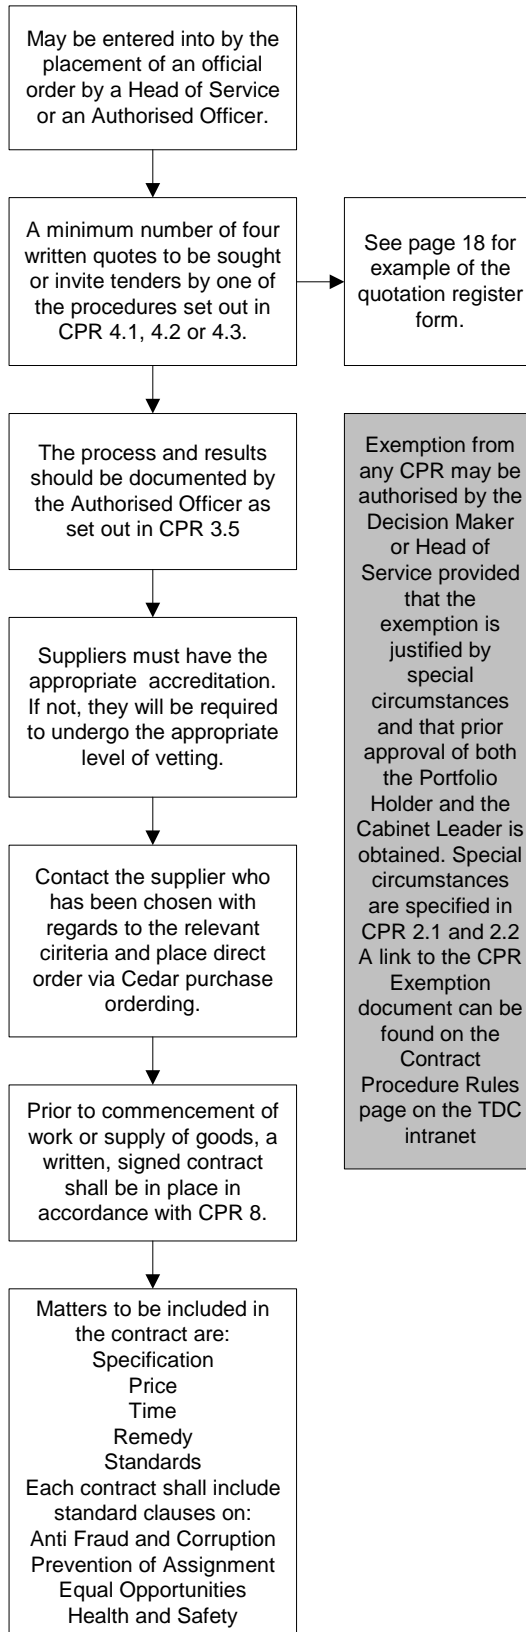 May be entered into by the
placement of an official
order by a Head of Service
or an Authorised Officer.
A minimum number of four
written quotes to be sought
or invite tenders by one of
the procedures set out in
CPR 4.1, 4.2 or 4.3.
See page 18 for
example of the
quotation register
form.
The process and results
should be documented by
the Authorised Officer as
set out in CPR 3.5
Exemption from
any CPR may be
authorised by the
Decision Maker
or Head of
Service provided
that the
exemption is
justified by
special
circumstances
and that prior
approval of both
the Portfolio
Holder and the
Cabinet Leader is
obtained. Special
circumstances
are specified in
CPR 2.1 and 2.2
A link to the CPR
Exemption
document can be
found on the
Contract
Procedure Rules
page on the TDC
intranet
Suppliers must have the
appropriate accreditation.
If not, they will be required
to undergo the appropriate
level of vetting.
Contact the supplier who
has been chosen with
regards to the relevant
ciriteria and place direct
order via Cedar purchase
orderding.
Prior to commencement of
work or supply of goods, a
written, signed contract
shall be in place in
accordance with CPR 8.
Matters to be included in
the contract are:
Specification
Price
Time
Remedy
Standards
Each contract shall include
standard clauses on:
Anti Fraud and Corruption
Prevention of Assignment
Equal Opportunities
Health and Safety